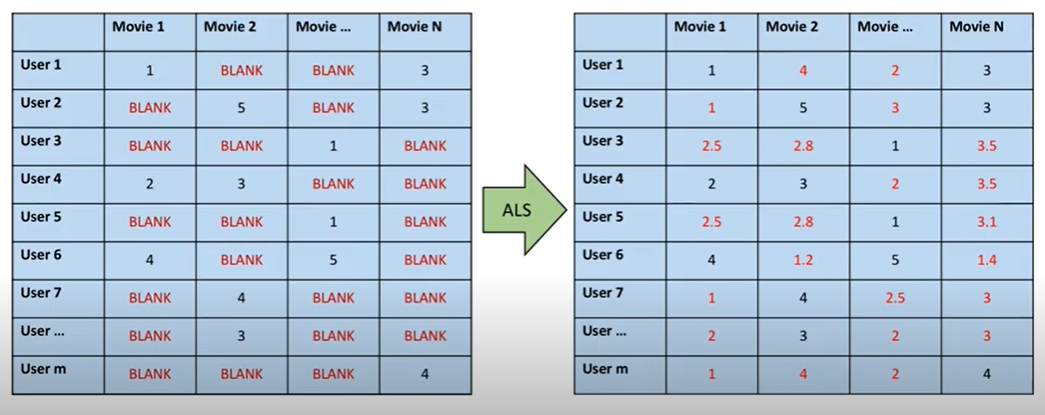 Movie 1 Movie 2 Movie ... Movie N
User 1 1 BLANK BLANK 3
User 2 BLANK 5 BLANK 3
User 3 BLANK BLANK 1 BLANK
User 4 2 3 BLANK BLANK
User 5 BLANK BLANK 1 BLANK
User 6 4 BLANK 5 BLANK
User 7 BLANK 4 BLANK BLANK
User ... BLANK 3 BLANK BLANK
User m BLANK BLANK BLANK 4
ALS
Movie 1 Movie 2 Movie ... Movie N
User 1 1 4 2 3
User 2 1 5 3 3
User 3 2.5 2.8 1 3.5
User 4 2 3 2 3.5
User 5 2.5 2.8 1 3.1
User 6 4 1.2 5 1.4
User 7 1 4 2.5 3
User ... 2 3 2 3
User m 1 4 2 4